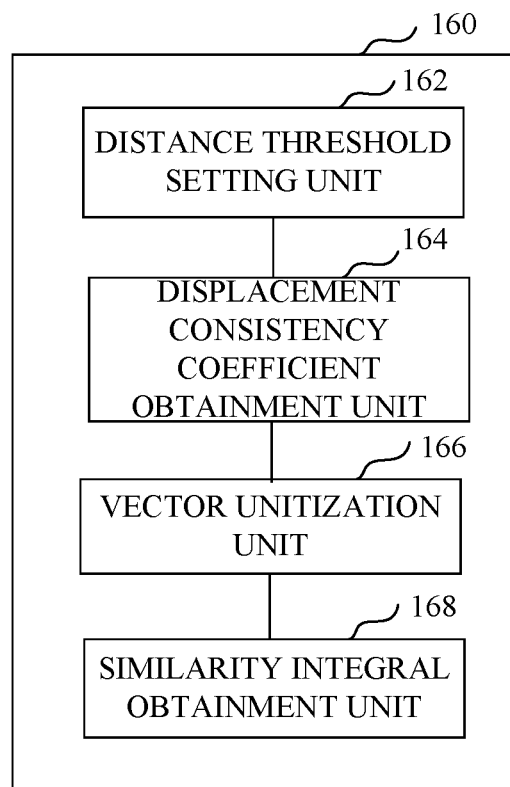 160
162
DISTANCE THRESHOLD
SETTING UNIT
164
DISPLACEMENT
CONSISTENCY
COEFFICIENT
OBTAINMENT UNIT
166
VECTOR UNITIZATION
UNIT
168
SIMILARITY INTEGRAL
OBTAINMENT UNIT